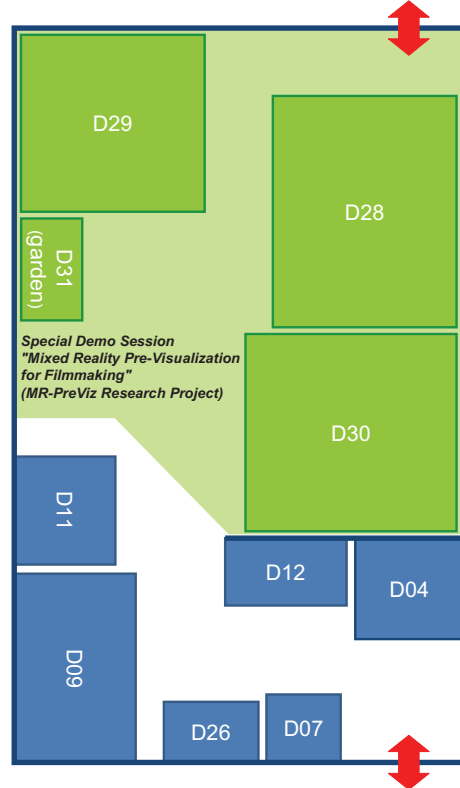 D29
D28
D31
(garden)
Special Demo Session
"Mixed Reality Pre-Visualization
for Filmmaking"
(MR-PreViz Research Project)
D30
D11
D12
D04
D09
D26
D07